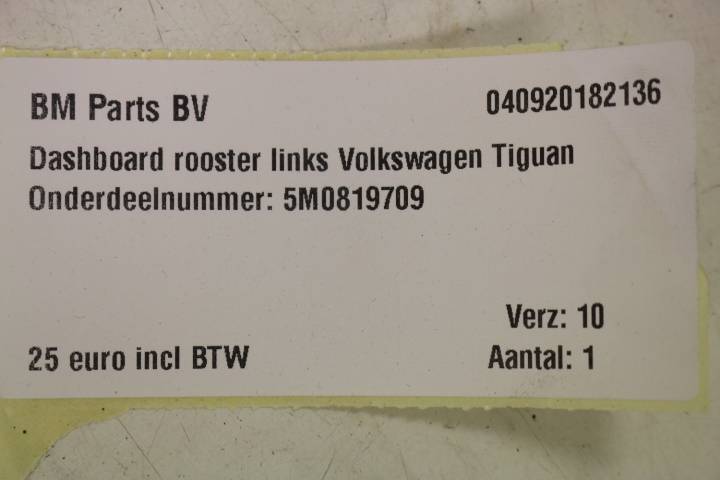 BM Parts BV 040920182136
Dashboard rooster links Volkswagen Tiguan
Onderdeelnummer: 5M0819709
Verz: 10
25 euro incl BTW Aantal: 1